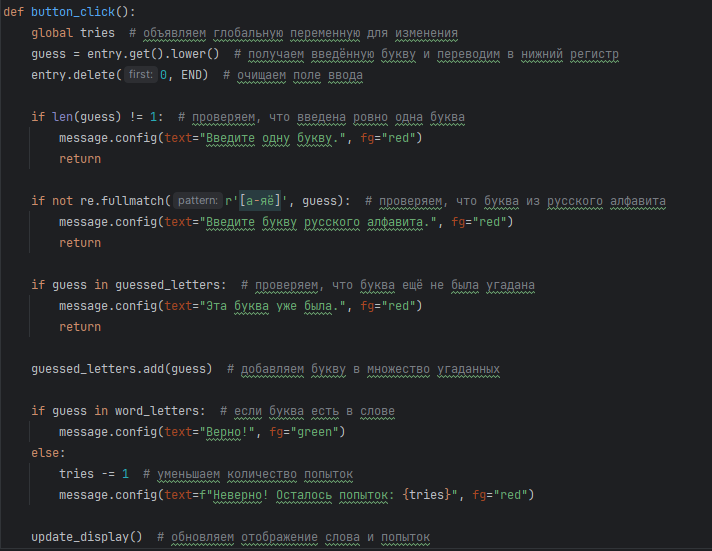 def button_click():
    global tries  # объявляем глобальную переменную для изменения
    guess = entry.get().lower()  # получаем введённую букву и переводим в нижний регистр
    entry.delete(first: 0, END)  # очищаем поле ввода

    if len(guess) != 1:  # проверяем, что введена ровно одна буква
        message.config(text="Введите одну букву.", fg="red")
        return

    if not re.fullmatch(pattern: r'[а-яё]', guess):  # проверяем, что буква из русского алфавита
        message.config(text="Введите букву русского алфавита.", fg="red")
        return

    if guess in guessed_letters:  # проверяем, что буква ещё не была угадана
        message.config(text="Эта буква уже была.", fg="red")
        return

    guessed_letters.add(guess)  # добавляем букву в множество угаданных

    if guess in word_letters:  # если буква есть в слове
        message.config(text="Верно!", fg="green")
    else:
        tries -= 1  # уменьшаем количество попыток
        message.config(text=f"Неверно! Осталось попыток: {tries}", fg="red")

    update_display()  # обновляем отображение слова и попыток